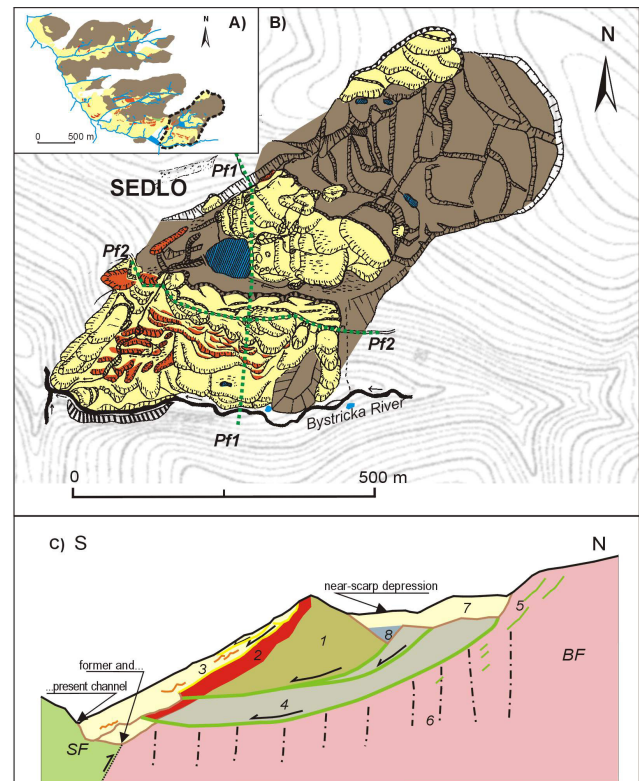 A)
N
0 500 m
B)
N
SEDLO
Pf1
Pf2
Pf2
Pf1
Bystricka River
0 500 m
c) S
N
near-scarp depression
7
5
8
1
3
2
former and...
...present channel
BF
4
6
SF
1